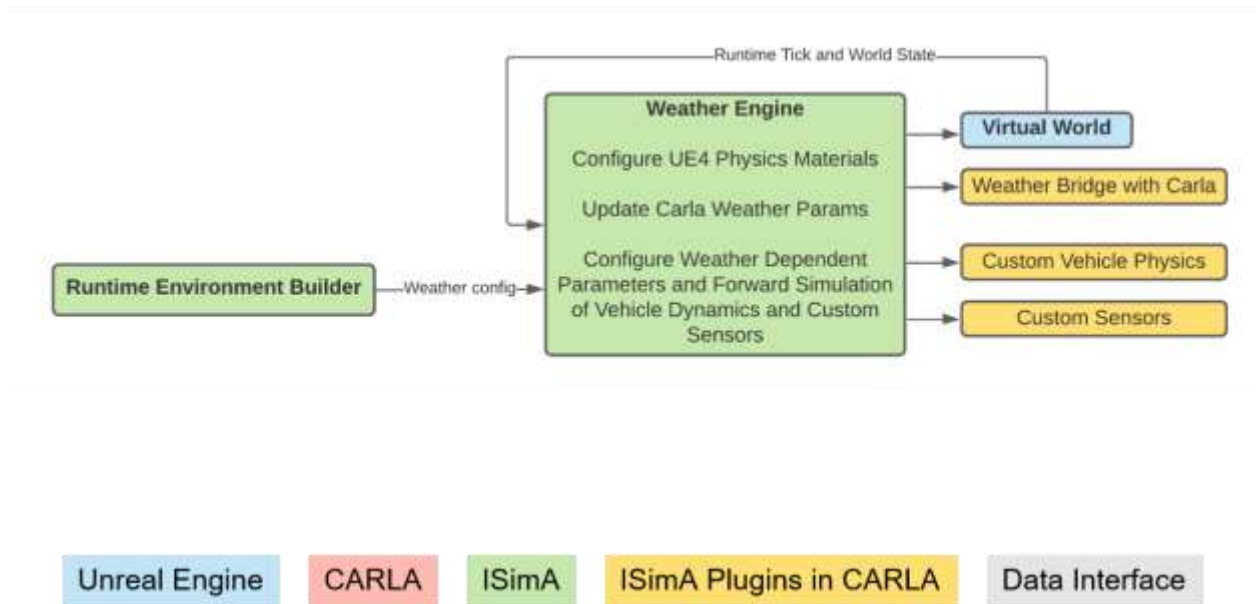 Runtime Tick and World State
Weather Engine
Configure UE4 Physics Materials
Update Carla Weather Params
Configure Weather Dependent
Parameters and Forward Simulation
of Vehicle Dynamics and Custom
Sensors
Virtual World
Weather Bridge with Carla
Custom Vehicle Physics
Custom Sensors
Runtime Environment Builder
Weather config
Unreal Engine
CARLA
ISimA
ISimA Plugins in CARLA
Data Interface